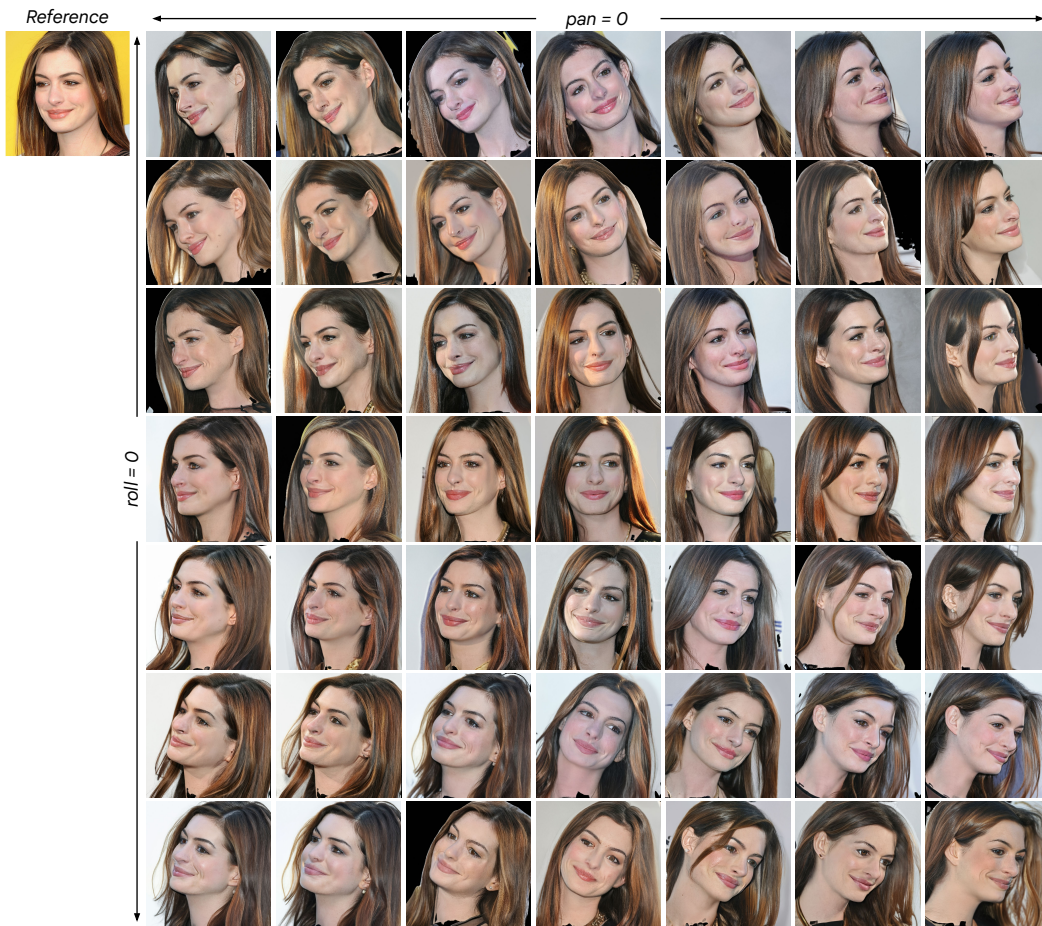 Reference
pan = 0
roll = 0